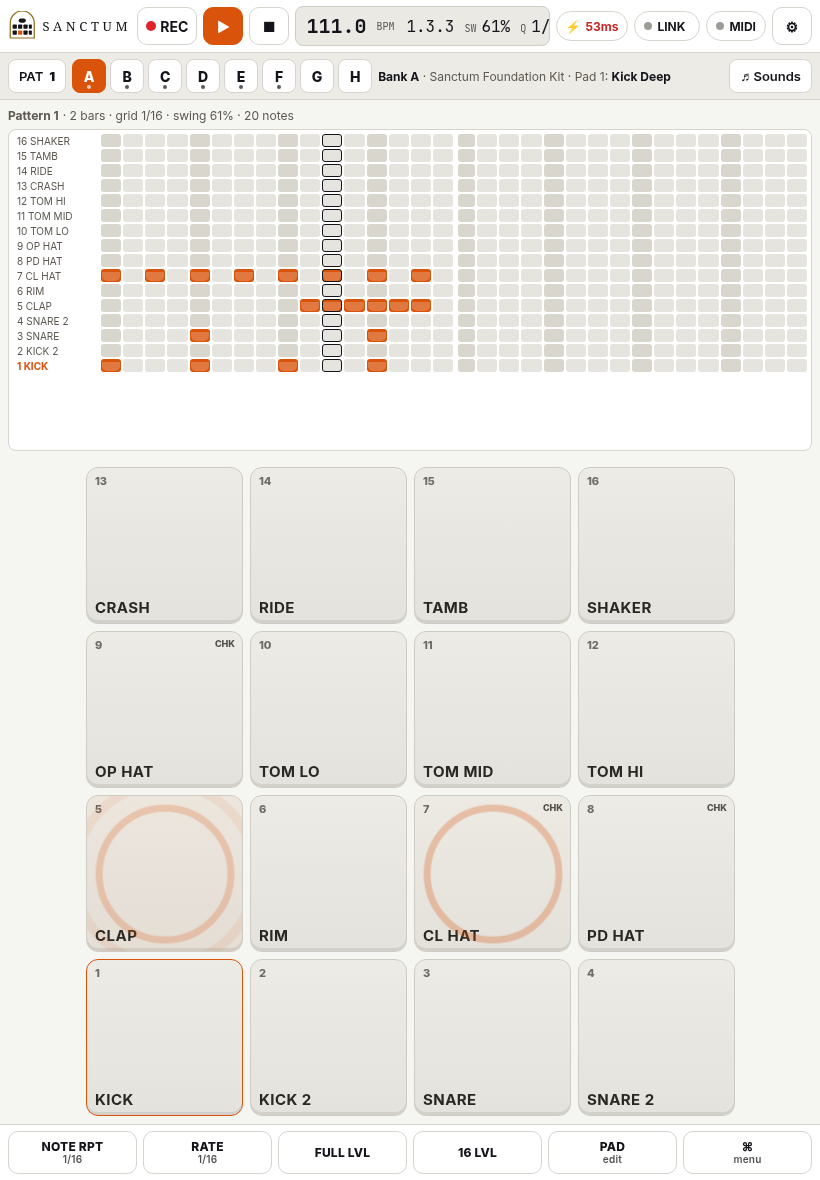 SANCTUM REC 111.0 BPM 1.3.3 SW 61% Q 1/ ⚡ 53ms LINK MIDI
PAT 1 A B C D E F G H Bank A · Sanctum Foundation Kit · Pad 1: Kick Deep ♬ Sounds
Pattern 1 · 2 bars · grid 1/16 · swing 61% · 20 notes
16 SHAKER
15 TAMB
14 RIDE
13 CRASH
12 TOM HI
11 TOM MID
10 TOM LO
9 OP HAT
8 PD HAT
7 CL HAT
6 RIM
5 CLAP
4 SNARE 2
3 SNARE
2 KICK 2
1 KICK
13 14 15 16
CRASH RIDE TAMB SHAKER
9 CHK 10 11 12
OP HAT TOM LO TOM MID TOM HI
5 6 7 CHK 8 CHK
CLAP RIM CL HAT PD HAT
1 2 3 4
KICK KICK 2 SNARE SNARE 2
NOTE RPT RATE FULL LVL 16 LVL PAD ⌘
1/16 1/16 edit menu